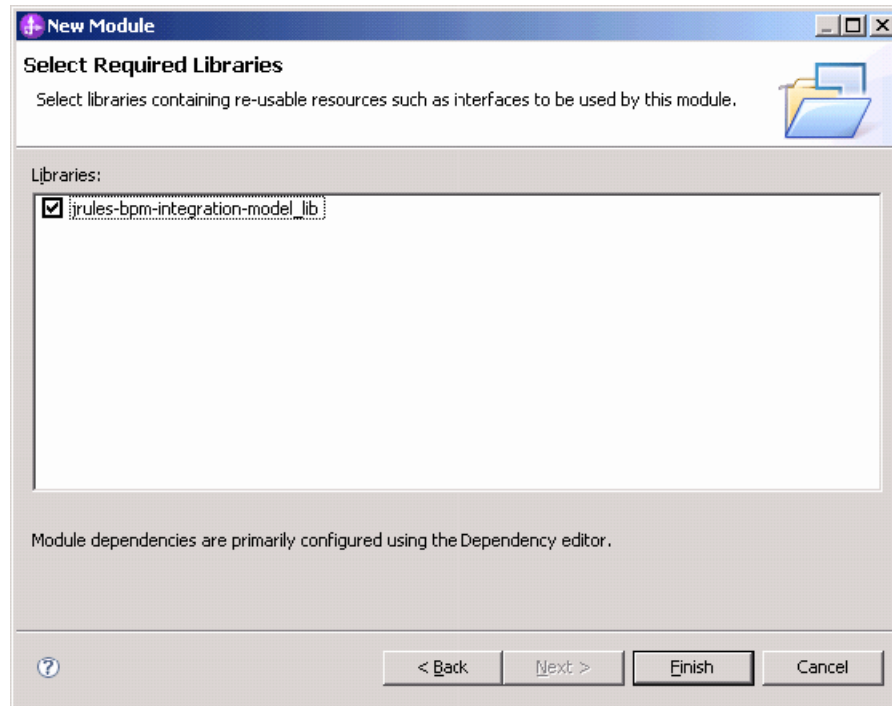 New Module
Select Required Libraries
Select libraries containing re-usable resources such as interfaces to be used by this module.
Libraries:
jrules-bpm-integration-model_lib
Module dependencies are primarily configured using the Dependency editor.
? < Back Next > Finish Cancel